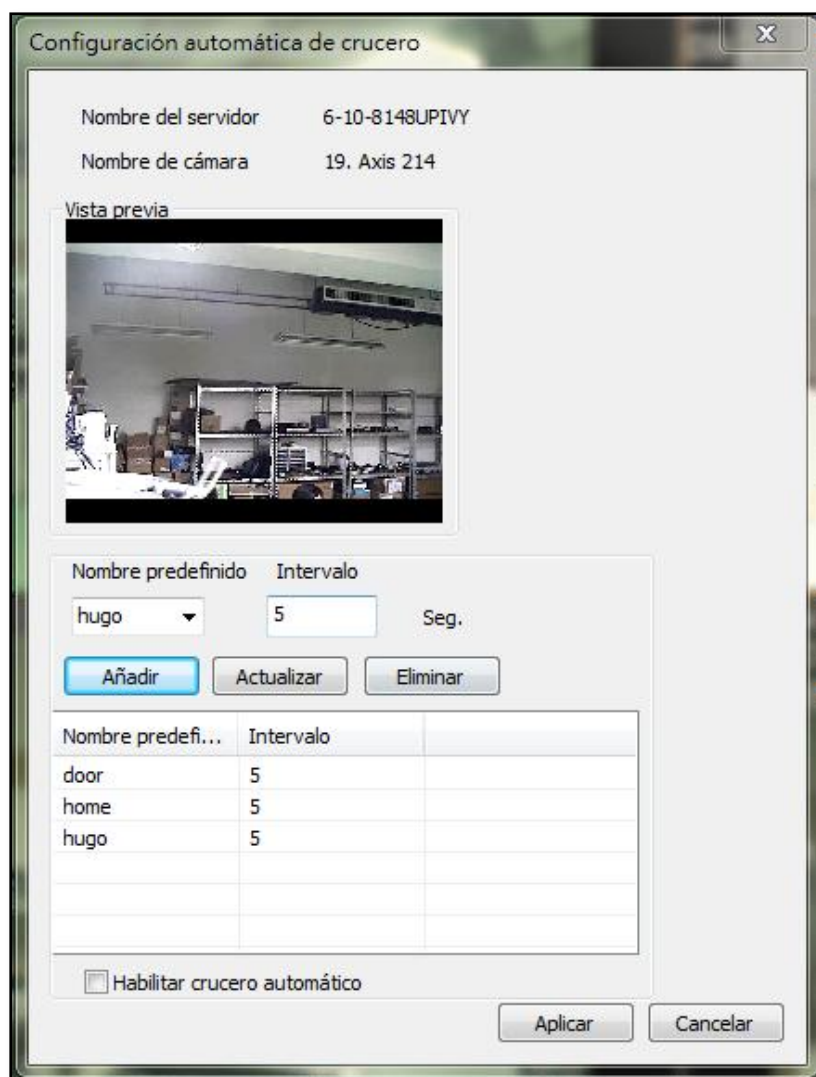 Configuración automática de crucero
Nombre del servidor 6-10-8148UPIVY
Nombre de cámara 19. Axis 214
Vista previa
Nombre predefinido Intervalo
hugo 5 Seg.
Añadir Actualizar Eliminar
Nombre predefi... Intervalo
door 5
home 5
hugo 5
Habilitar crucero automático
Aplicar Cancelar